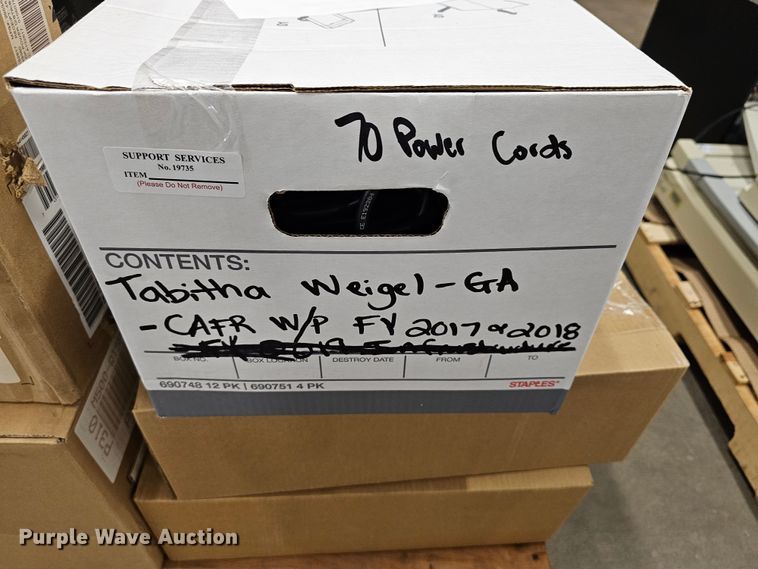 70 Power Cords
SUPPORT SERVICES
No. 19735
ITEM
(Please Do Not Remove)
CONTENTS:
Tabitha Weigel - GA
- CAFR W/P FY 2017 & 2018
BOX NO. BOX LOCATION DESTROY DATE FROM TO
690748 12 PK | 690751 4 PK
STAPLES
P310
Purple Wave Auction